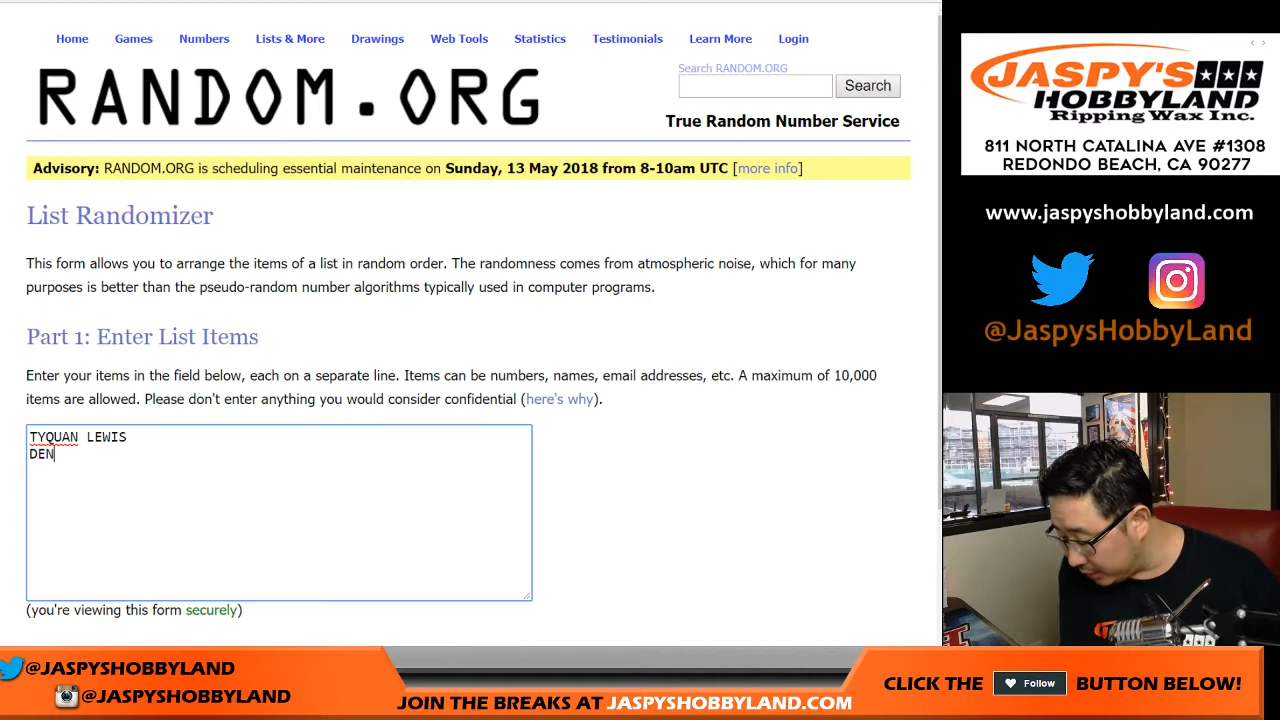 Home Games Numbers Lists & More Drawings Web Tools Statistics Testimonials Learn More Login
RANDOM.ORG
Search RANDOM.ORG
Search
True Random Number Service
Advisory: RANDOM.ORG is scheduling essential maintenance on Sunday, 13 May 2018 from 8-10am UTC [more info]
List Randomizer
This form allows you to arrange the items of a list in random order. The randomness comes from atmospheric noise, which for many
purposes is better than the pseudo-random number algorithms typically used in computer programs.
Part 1: Enter List Items
Enter your items in the field below, each on a separate line. Items can be numbers, names, email addresses, etc. A maximum of 10,000
items are allowed. Please don't enter anything you would consider confidential (here's why).
TYQUAN LEWIS
DEN
(you're viewing this form securely)
JASPY'S
HOBBYLAND
Ripping Wax Inc.
811 NORTH CATALINA AVE #1308
REDONDO BEACH, CA 90277
www.jaspyshobbyland.com
@JaspysHobbyLand
@JASPYSHOBBYLAND
@JASPYSHOBBYLAND
JOIN THE BREAKS AT JASPYSHOBBYLAND.COM
CLICK THE Follow BUTTON BELOW!